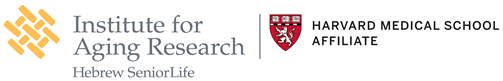 Institute for
Aging Research
Hebrew SeniorLife
HARVARD MEDICAL SCHOOL
AFFILIATE